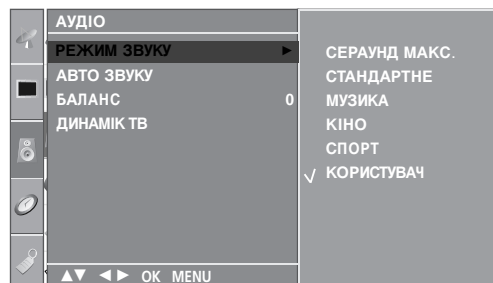 АУДІО
РЕЖИМ ЗВУКУ ►
АВТО ЗВУКУ
БАЛАНС 0
ДИНАМІК ТВ
СЕРАУНД МАКС.
СТАНДАРТНЕ
МУЗИКА
КІНО
СПОРТ
√ КОРИСТУВАЧ
▲▼ ◄► OK MENU